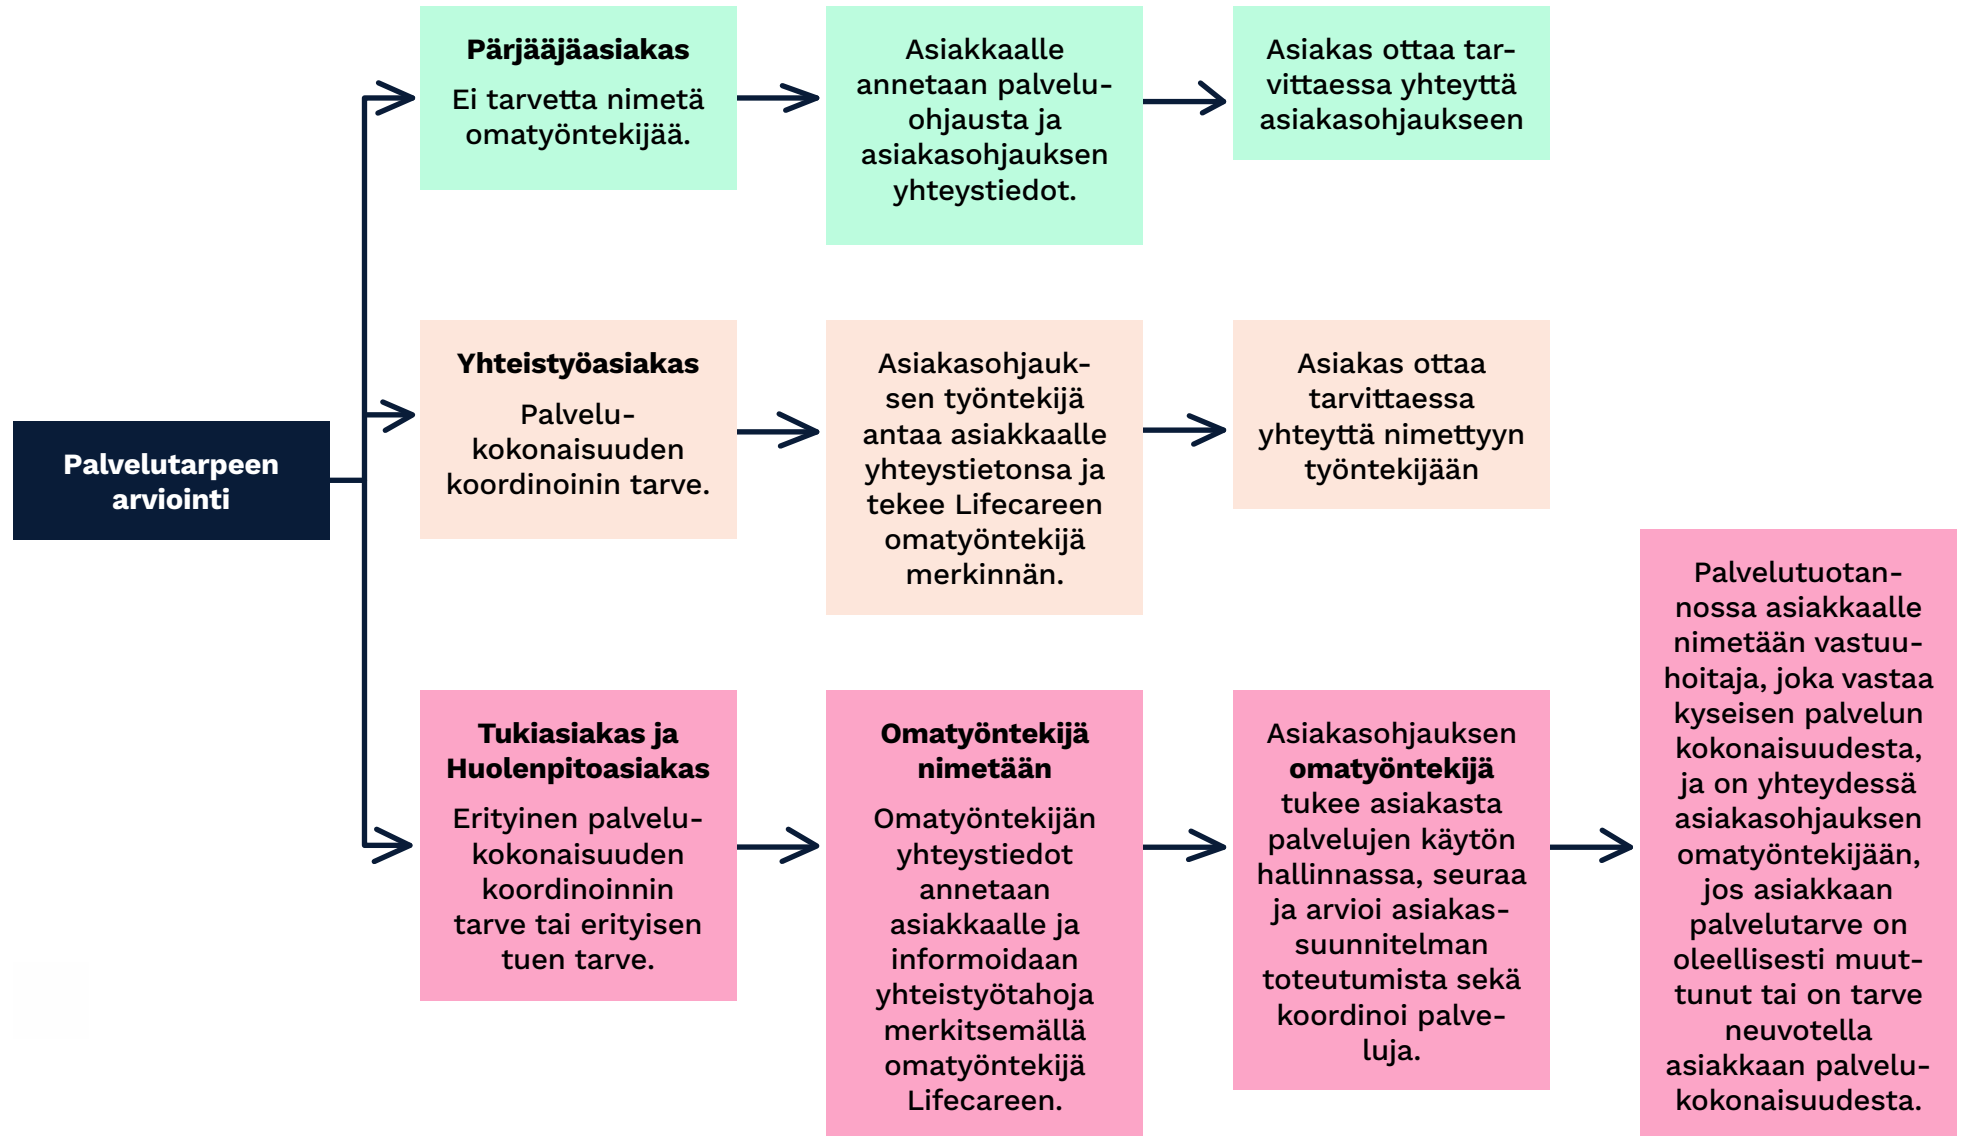 Palvelutarpeen
arviointi
Pärjääjäasiakas
Ei tarvetta nimetä
omatyöntekijää.
Asiakkaalle
annetaan palvelu-
ohjausta ja
asiakasohjauksen
yhteystiedot.
Asiakas ottaa tar-
vittaessa yhteyttä
asiakasohjaukseen
Yhteistyöasiakas
Palvelu-
kokonaisuuden
koordinoinin tarve.
Asiakasohjauk-
sen työntekijä
antaa asiakkaalle
yhteystietonsa ja
tekee Lifecareen
omatyöntekijä
merkinnän.
Asiakas ottaa
tarvittaessa
yhteyttä nimettyyn
työntekijään
Tukiasiakas ja
Huolenpitoasiakas
Erityinen palvelu-
kokonaisuuden
koordinoinnin
tarve tai erityisen
tuen tarve.
Omatyöntekijä
nimetään
Omatyöntekijän
yhteystiedot
annetaan
asiakkaalle ja
informoidaan
yhteistyötahoja
merkitsemällä
omatyöntekijä
Lifecareen.
Asiakasohjauksen
omatyöntekijä
tukee asiakasta
palvelujen käytön
hallinnassa, seuraa
ja arvioi asiakas-
suunnitelman
toteutumista sekä
koordinoi palve-
luja.
Palvelutuotan-
nossa asiakkaalle
nimetään vastuu-
hoitaja, joka vastaa
kyseisen palvelun
kokonaisuudesta,
ja on yhteydessä
asiakasohjauksen
omatyöntekijään,
jos asiakkaan
palvelutarve on
oleellisesti muut-
tunut tai on tarve
neuvotella
asiakkaan palvelu-
kokonaisuudesta.